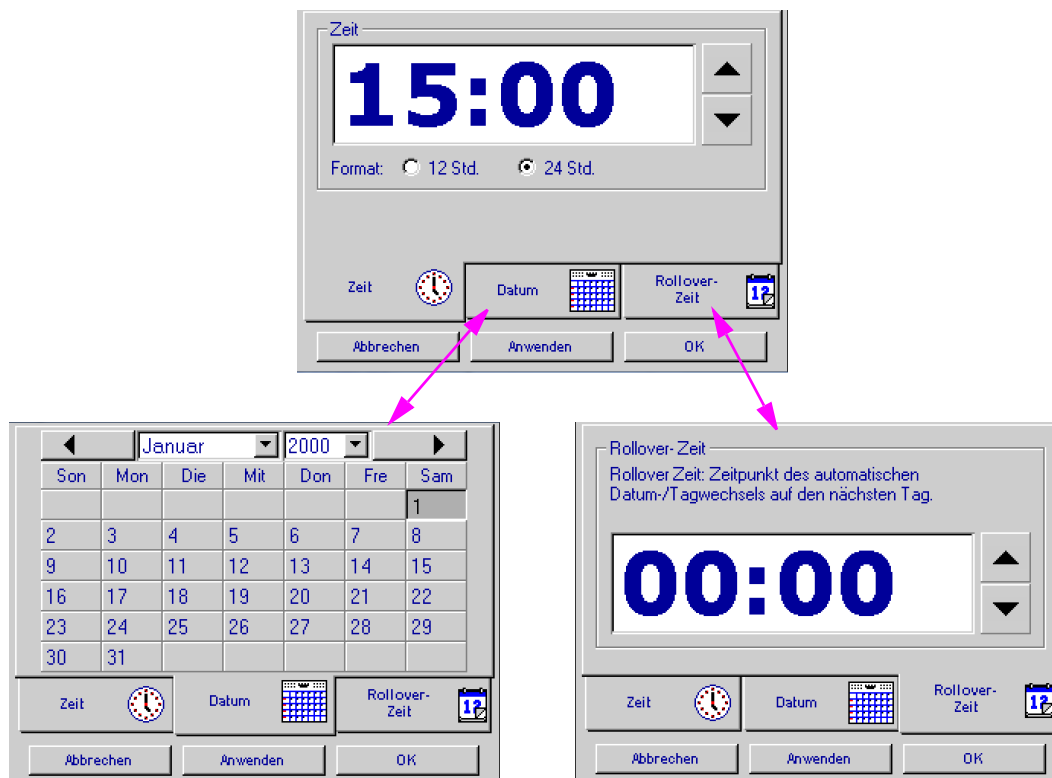 Zeit
15:00
Format: 12 Std. 24 Std.
Zeit Datum Rollover-
Zeit
12
Abbrechen Anwenden OK
Januar 2000
Son Mon Die Mit Don Fre Sam
1
2 3 4 5 6 7 8
9 10 11 12 13 14 15
16 17 18 19 20 21 22
23 24 25 26 27 28 29
30 31
Zeit Datum Rollover-
Zeit
12
Abbrechen Anwenden OK
Rollover-Zeit
Rollover Zeit: Zeitpunkt des automatischen
Datum-/Tagwechsels auf den nächsten Tag.
00:00
Zeit Datum Rollover-
Zeit
12
Abbrechen Anwenden OK